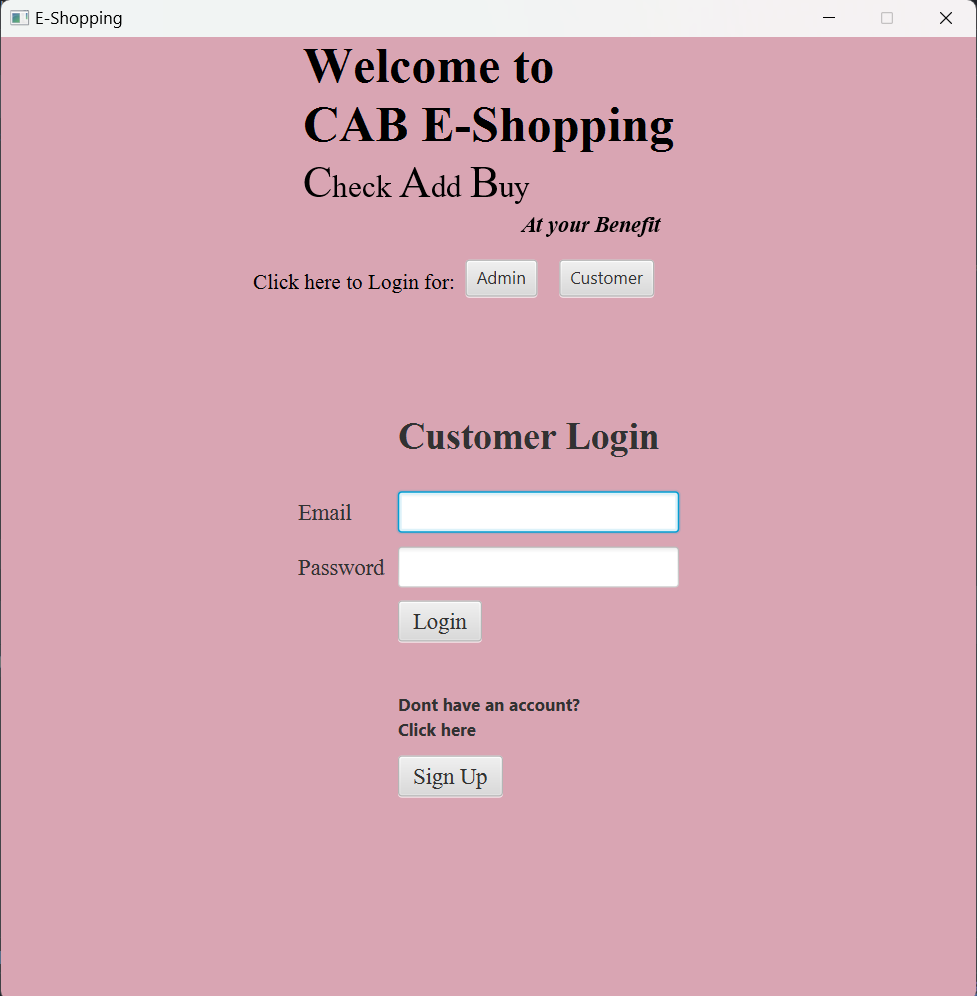 E-Shopping
Welcome to
CAB E-Shopping
Check Add Buy
At your Benefit
Click here to Login for: Admin Customer
Customer Login
Email
Password
Login
Dont have an account?
Click here
Sign Up